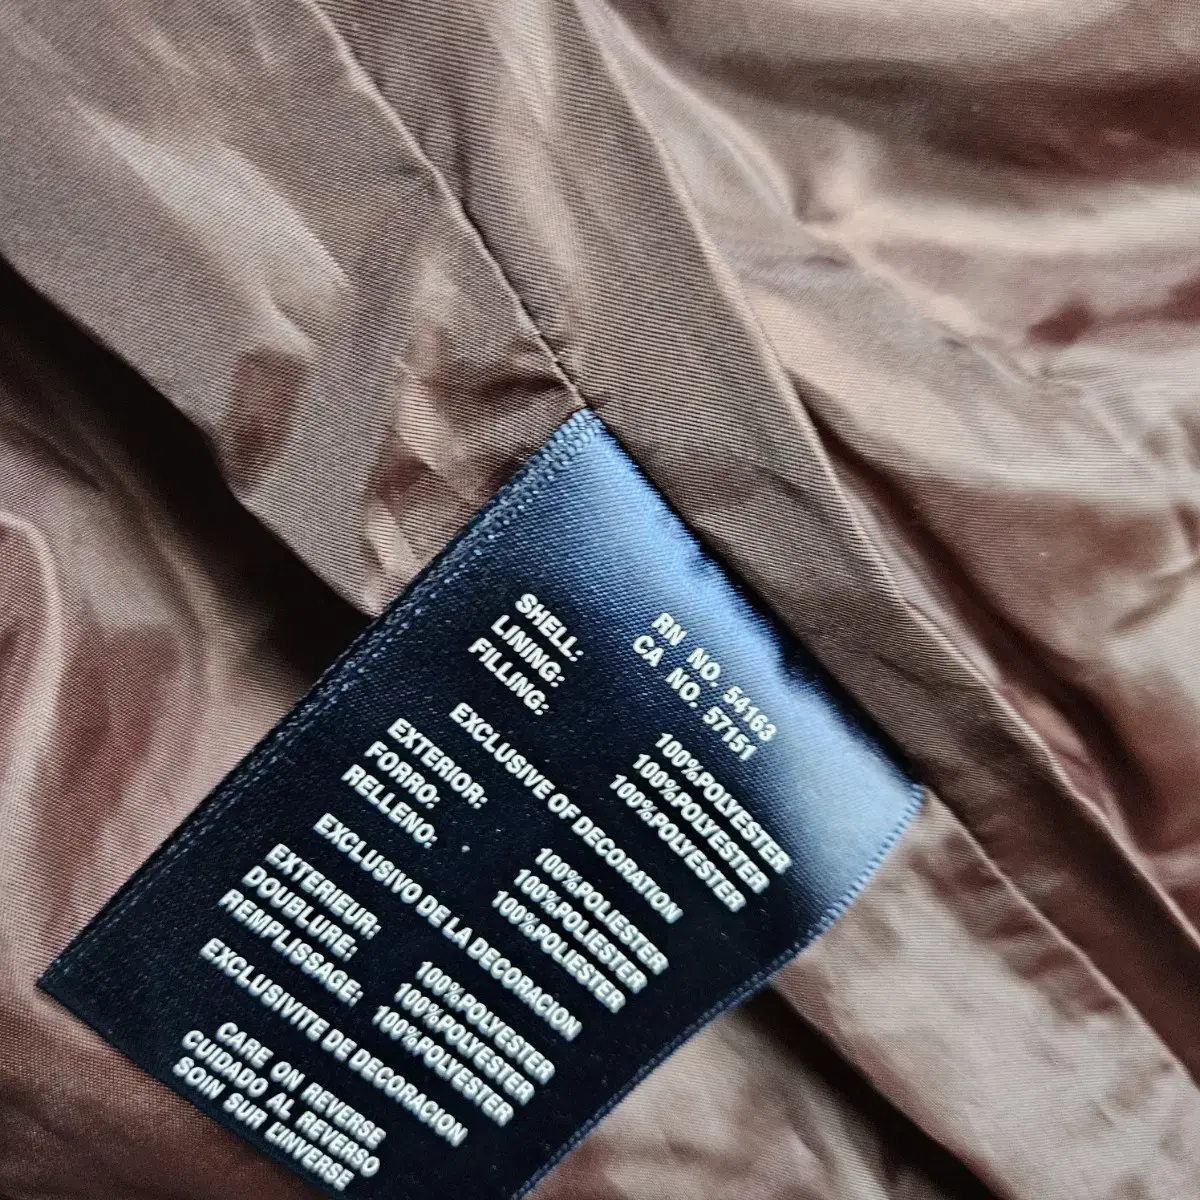 RN NO. 54163
CA NO. 57151
SHELL: 100%POLYESTER
LINING: 100%POLYESTER
FILLING: 100%POLYESTER
EXCLUSIVE OF DECORATION
EXTERIOR: 100%POLIESTER
FORRO: 100%POLIESTER
RELLENO: 100%POLIESTER
EXCLUSIVO DE LA DECORACION
EXTERIEUR: 100%POLYESTER
DOUBLURE: 100%POLYESTER
REMPLISSAGE: 100%POLYESTER
EXCLUSIVITE DE DECORACION
CARE ON REVERSE
CUIDADO AL REVERSO
SOIN SUR L'INVERSE